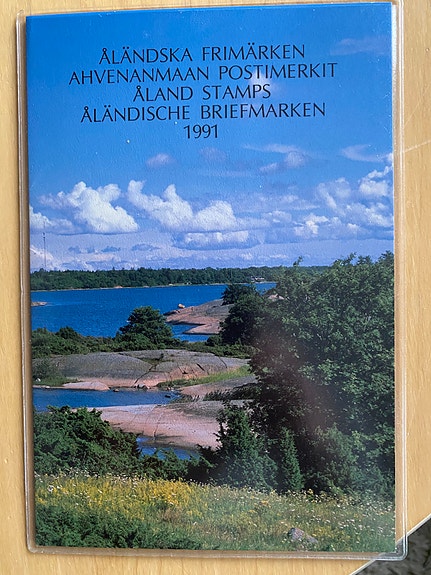 ÅLÄNDSKA FRIMÄRKEN
AHVENANMAAN POSTIMERKIT
ÅLAND STAMPS
ÅLÄNDISCHE BRIEFMARKEN
1991